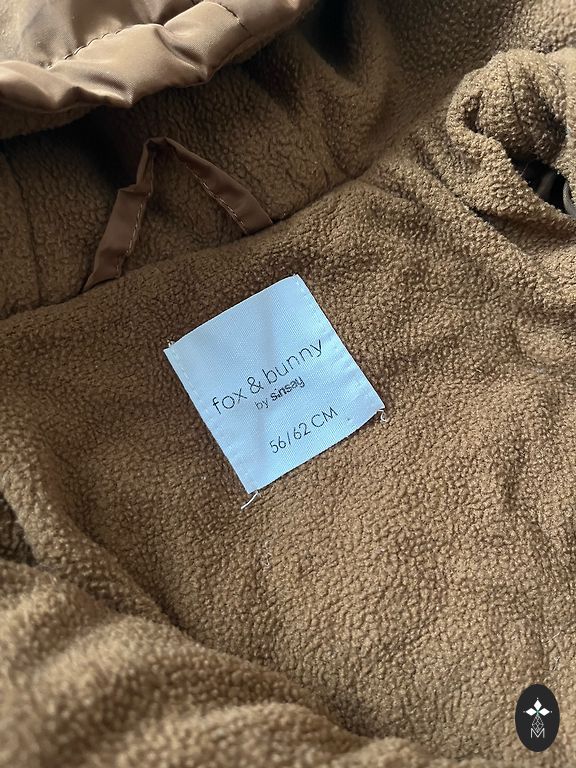 fox & bunny
by sinsay
56/62 CM
M